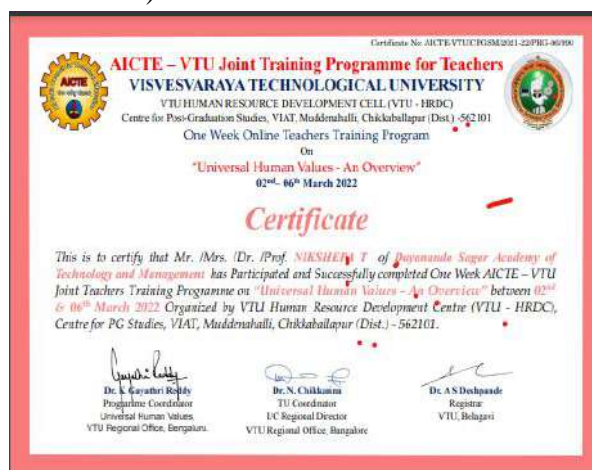 Certificate No: AICTE-VTU/CPGSM/2021-22/PRG-06/990
AICTE – VTU Joint Training Programme for Teachers
VISVESVARAYA TECHNOLOGICAL UNIVERSITY
VTU HUMAN RESOURCE DEVELOPMENT CELL (VTU - HRDC)
Centre for Post-Graduation Studies, VIAT, Muddenahalli, Chikkaballapur (Dist.) -562101
One Week Online Teachers Training Program
On
"Universal Human Values - An Overview"
02nd- 06th March 2022
AICTE
Certificate
This is to certify that Mr. /Mrs. /Dr. /Prof. T of Dayananda Sagar Academy of
Technology and Management has Participated and Successfully completed One Week AICTE – VTU
Joint Teachers Training Programme on "Universal Human Values - An Overview" between 02nd
& 06th March 2022 Organized by VTU Human Resource Development Centre (VTU - HRDC),
Centre for PG Studies, VIAT, Muddenahalli, Chikkaballapur (Dist.) - 562101.
Dr. K Gayathri Reddy
Programme Coordinator
Universal Human Values,
VTU Regional Office, Bengaluru.
Dr. N. Chikkanna
TU Coordinator
I/C Regional Director
VTU Regional Office, Bangalore
Dr. A S Deshpande
Registrar
VTU, Belagavi